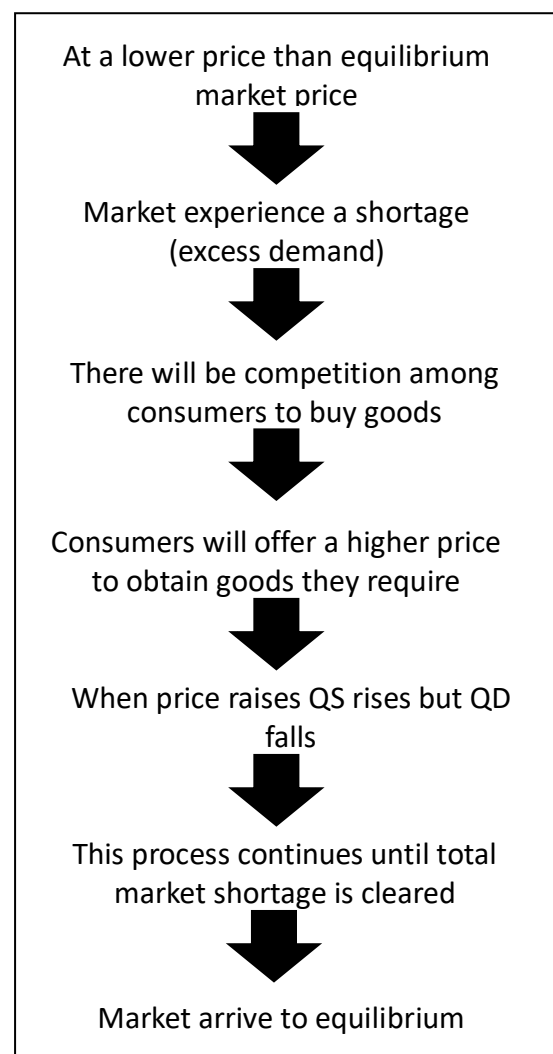 At a lower price than equilibrium
market price
Market experience a shortage
(excess demand)
There will be competition among
consumers to buy goods
Consumers will offer a higher price
to obtain goods they require
When price raises QS rises but QD
falls
This process continues until total
market shortage is cleared
Market arrive to equilibrium